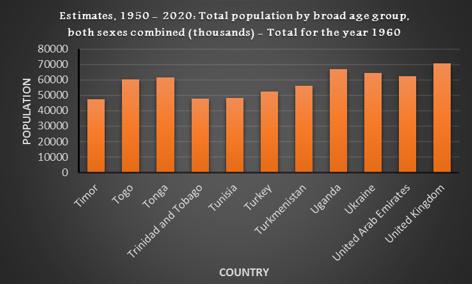 Estimates, 1950 – 2020: Total population by broad age group,
both sexes combined (thousands) – Total for the year 1960
80000
70000
60000
50000
40000
30000
20000
10000
0
POPULATION
Timor
Togo
Tonga
Trinidad and Tobago
Tunisia
Turkey
Turkmenistan
Uganda
Ukraine
United Arab Emirates
United Kingdom
COUNTRY